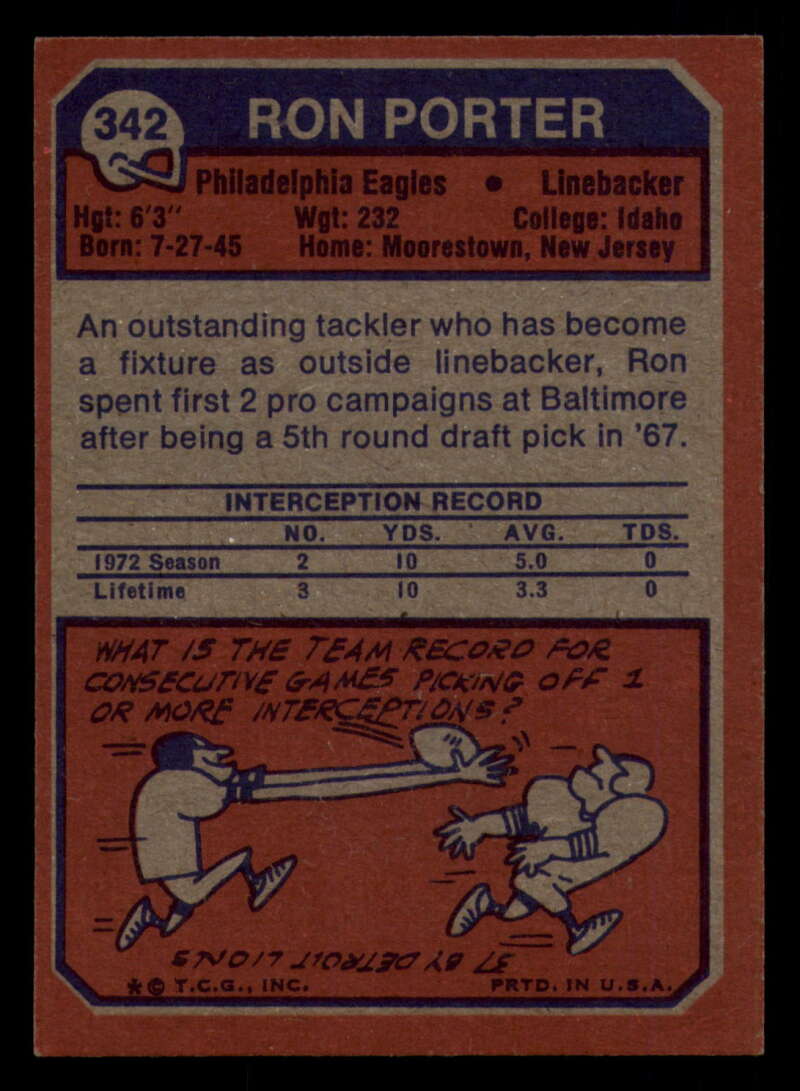 342 RON PORTER
Philadelphia Eagles • Linebacker
Hgt: 6'3" Wgt: 232 College: Idaho
Born: 7-27-45 Home: Moorestown, New Jersey
An outstanding tackler who has become
a fixture as outside linebacker, Ron
spent first 2 pro campaigns at Baltimore
after being a 5th round draft pick in '67.
INTERCEPTION RECORD
NO. YDS. AVG. TDS.
1972 Season 2 10 5.0 0
Lifetime 3 10 3.3 0
WHAT IS THE TEAM RECORD FOR
CONSECUTIVE GAMES PICKING OFF 1
OR MORE INTERCEPTIONS?
37 BY DETROIT LIONS
*© T.C.G., INC. PRTD. IN U.S.A.